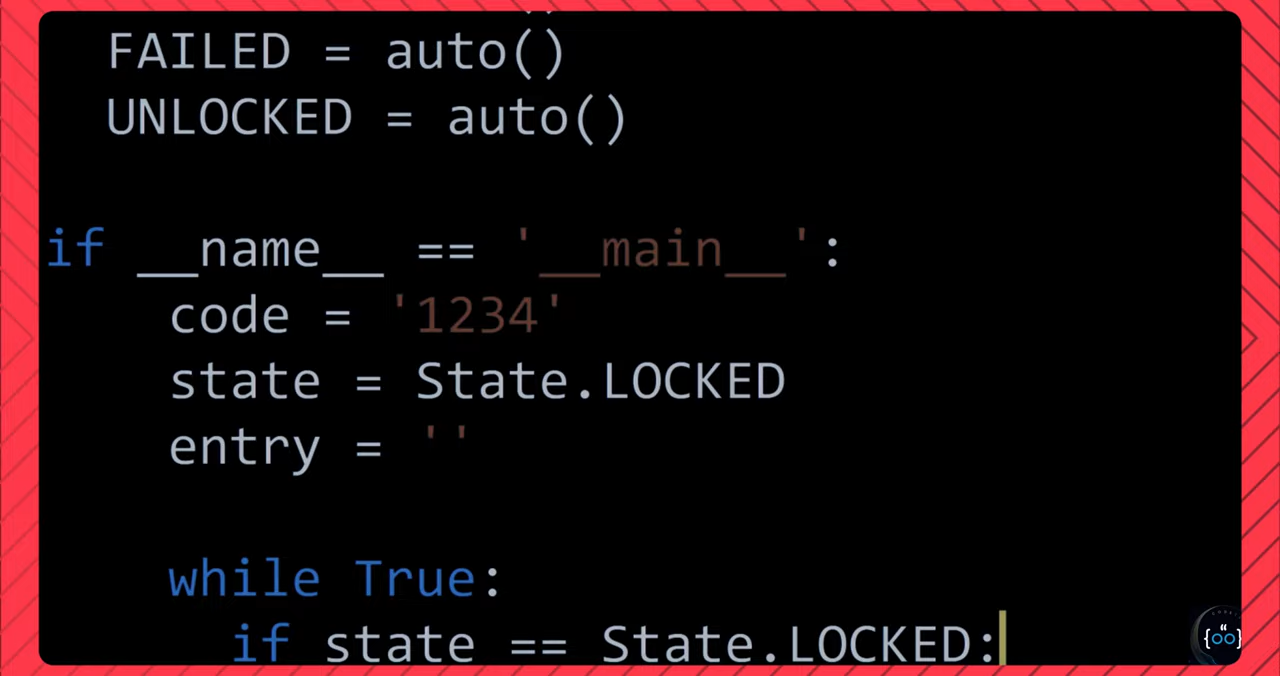 FAILED = auto()
UNLOCKED = auto()
if __name__ == '__main__':
code = '1234'
state = State.LOCKED
entry = ''
while True:
if state == State.LOCKED: